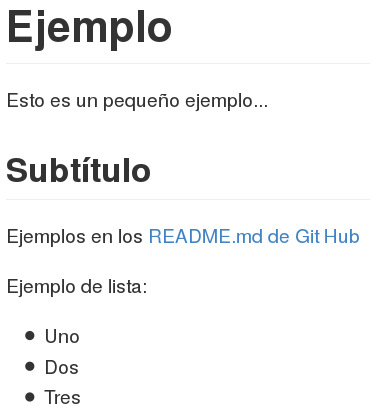 Ejemplo
Esto es un pequeño ejemplo...
Subtítulo
Ejemplos en los README.md de Git Hub
Ejemplo de lista:
● Uno
● Dos
● Tres